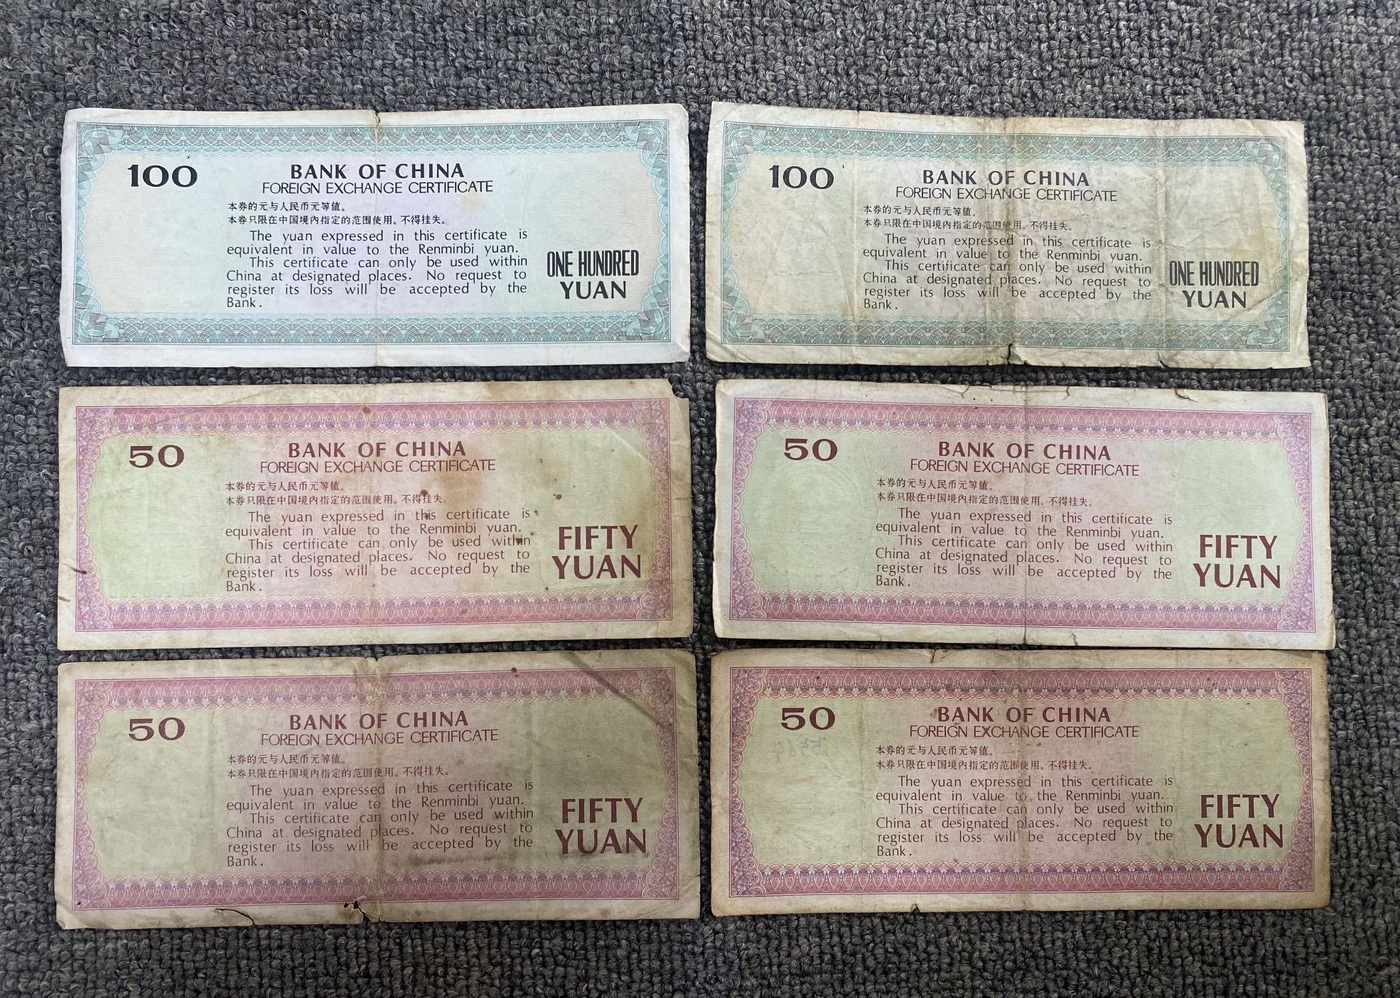 100
BANK OF CHINA
FOREIGN EXCHANGE CERTIFICATE
本券的元与人民币元等值。
本券只限在中国境内指定的范围使用。不得挂失。
The yuan expressed in this certificate is
equivalent in value to the Renminbi yuan.
This certificate can only be used within
China at designated places. No request to
register its loss will be accepted by the
Bank.
ONE HUNDRED
YUAN
100
BANK OF CHINA
FOREIGN EXCHANGE CERTIFICATE
本券的元与人民币元等值。
本券只限在中国境内指定的范围使用。不得挂失。
The yuan expressed in this certificate is
equivalent in value to the Renminbi yuan.
This certificate can only be used within
China at designated places. No request to
register its loss will be accepted by the
Bank.
ONE HUNDRED
YUAN
50
BANK OF CHINA
FOREIGN EXCHANGE CERTIFICATE
本券的元与人民币元等值。
本券只限在中国境内指定的范围使用。不得挂失。
The yuan expressed in this certificate is
equivalent in value to the Renminbi yuan.
This certificate can only be used within
China at designated places. No request to
register its loss will be accepted by the
Bank.
FIFTY
YUAN
50
BANK OF CHINA
FOREIGN EXCHANGE CERTIFICATE
本券的元与人民币元等值。
本券只限在中国境内指定的范围使用。不得挂失。
The yuan expressed in this certificate is
equivalent in value to the Renminbi yuan.
This certificate can only be used within
China at designated places. No request to
register its loss will be accepted by the
Bank.
FIFTY
YUAN
50
BANK OF CHINA
FOREIGN EXCHANGE CERTIFICATE
本券的元与人民币元等值。
本券只限在中国境内指定的范围使用。不得挂失。
The yuan expressed in this certificate is
equivalent in value to the Renminbi yuan.
This certificate can only be used within
China at designated places. No request to
register its loss will be accepted by the
Bank.
FIFTY
YUAN
50
BANK OF CHINA
FOREIGN EXCHANGE CERTIFICATE
本券的元与人民币元等值。
本券只限在中国境内指定的范围使用。不得挂失。
The yuan expressed in this certificate is
equivalent in value to the Renminbi yuan.
This certificate can only be used within
China at designated places. No request to
register its loss will be accepted by the
Bank.
FIFTY
YUAN